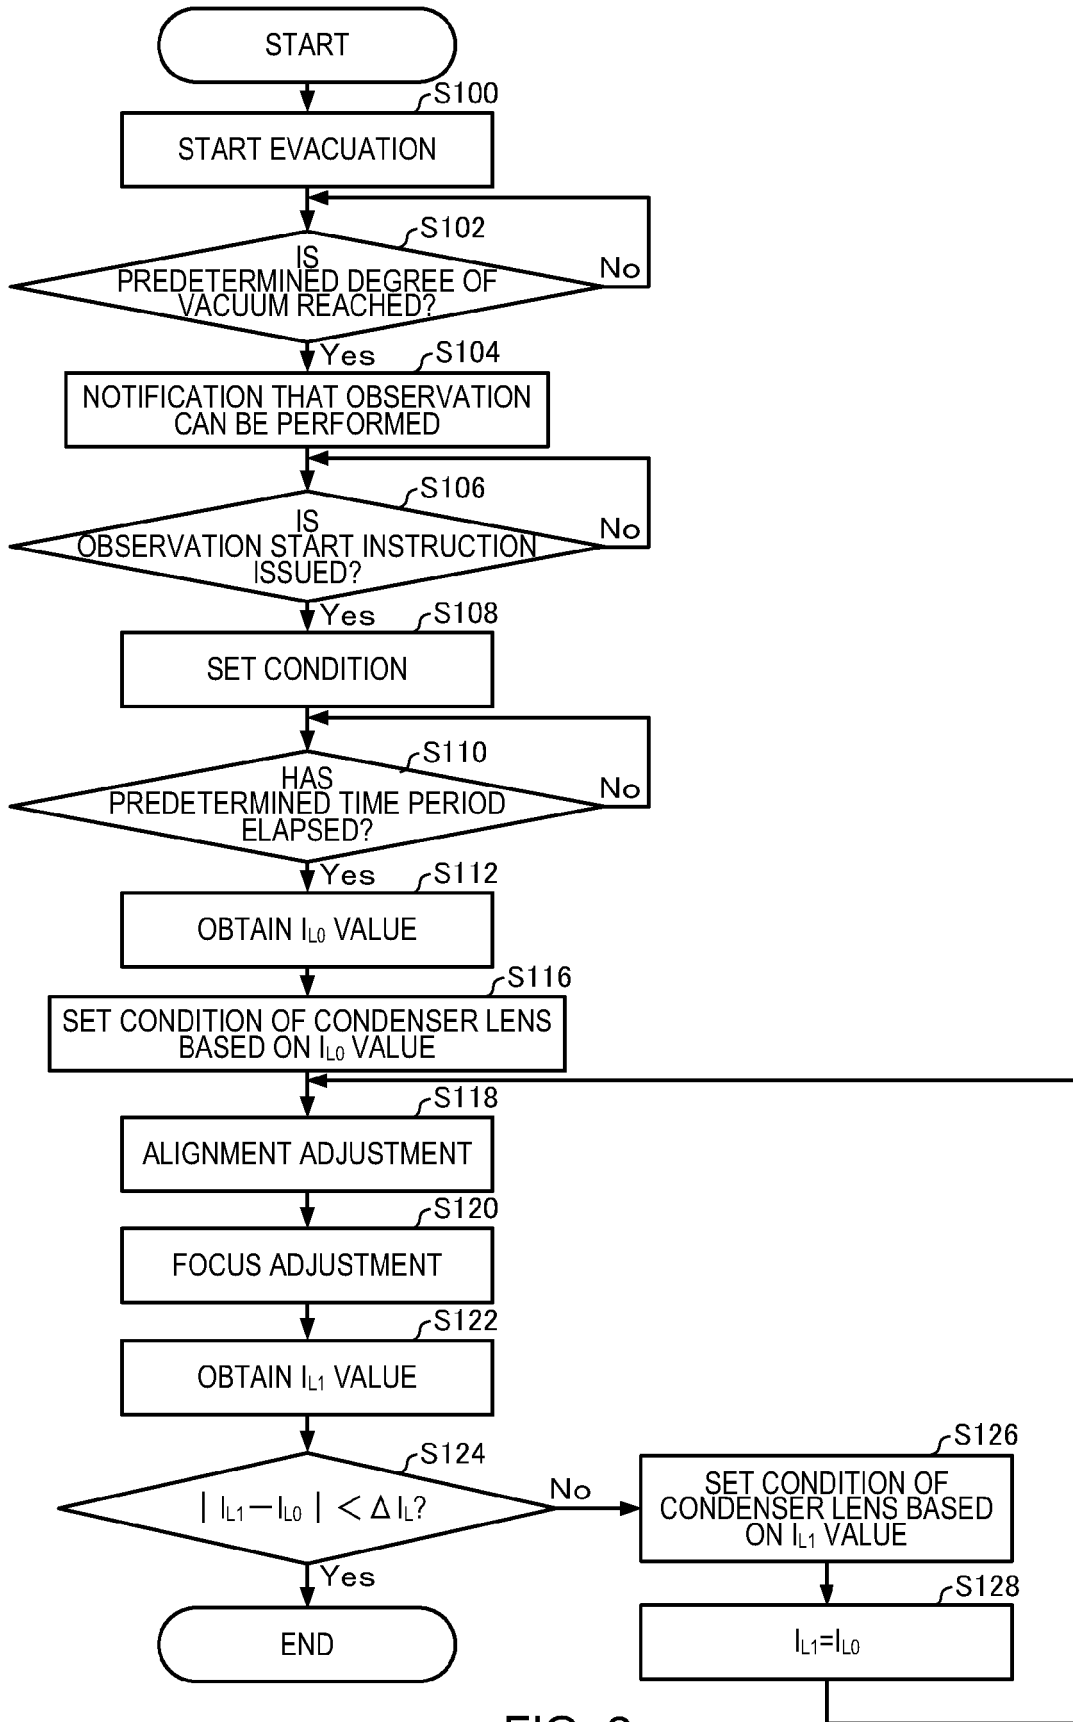 START
S100
START EVACUATION
S102
IS
PREDETERMINED DEGREE OF
VACUUM REACHED?
No
Yes
S104
NOTIFICATION THAT OBSERVATION
CAN BE PERFORMED
S106
IS
OBSERVATION START INSTRUCTION
ISSUED?
No
Yes
S108
SET CONDITION
S110
HAS
PREDETERMINED TIME PERIOD
ELAPSED?
No
Yes
S112
OBTAIN IL0 VALUE
S116
SET CONDITION OF CONDENSER LENS
BASED ON IL0 VALUE
S118
ALIGNMENT ADJUSTMENT
S120
FOCUS ADJUSTMENT
S122
OBTAIN IL1 VALUE
S124
| IL1−IL0 | < Δ IL?
No
Yes
S126
SET CONDITION OF
CONDENSER LENS BASED
ON IL1 VALUE
S128
IL1=IL0
END